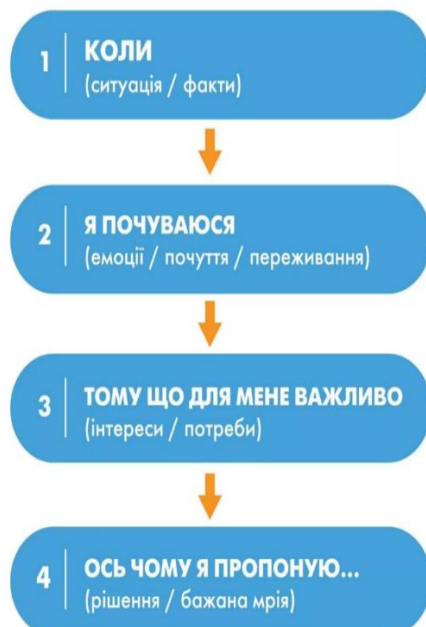 1
КОЛИ
(ситуація / факти)
2
Я ПОЧУВАЮСЯ
(емоції / почуття / переживання)
3
ТОМУ ЩО ДЛЯ МЕНЕ ВАЖЛИВО
(інтереси / потреби)
4
ОСЬ ЧОМУ Я ПРОПОНУЮ...
(рішення / бажана мрія)